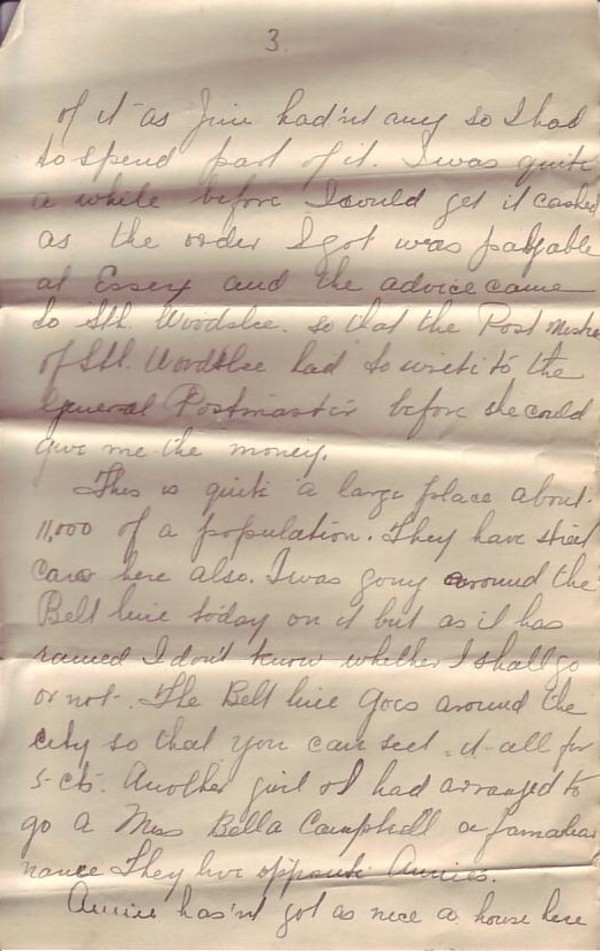 3
of it as Jim had'nt any so I had
to spend part of it. I was quite
a while before I could get it cashed
as the order I got was payable
at Essex and the advice came
to Sth. Woodslee. so that the Post Mistre
of Sth. Woodslee had to write to the
General Postmaster before she could
give me the money.
This is quite a large place about
11,000 of a population. They have street
Cars here also. I was going around the
Belt line today on it but as it has
rained I don't know whether I shall go
or not. The Belt line goes around the
city so that you can see it all for
5 cts. Another girl & I had arranged to
go a Miss Bella Campbell a familiar
name They live opposite Annies.
Annie has'nt got as nice a house here